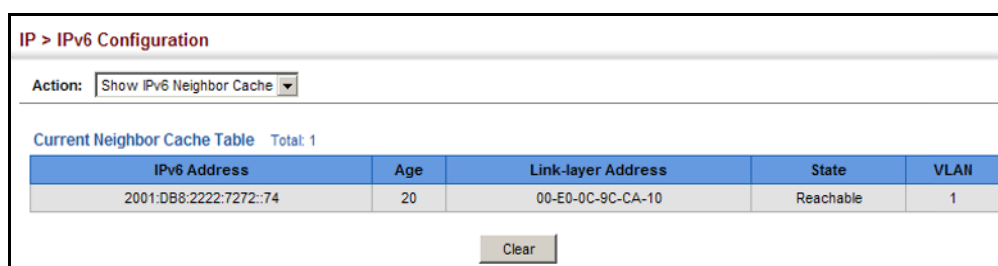 IP > IPv6 Configuration
Action: Show IPv6 Neighbor Cache
Current Neighbor Cache Table Total: 1
IPv6 Address Age Link-layer Address State VLAN
2001:DB8:2222:7272::74 20 00-E0-0C-9C-CA-10 Reachable 1
Clear